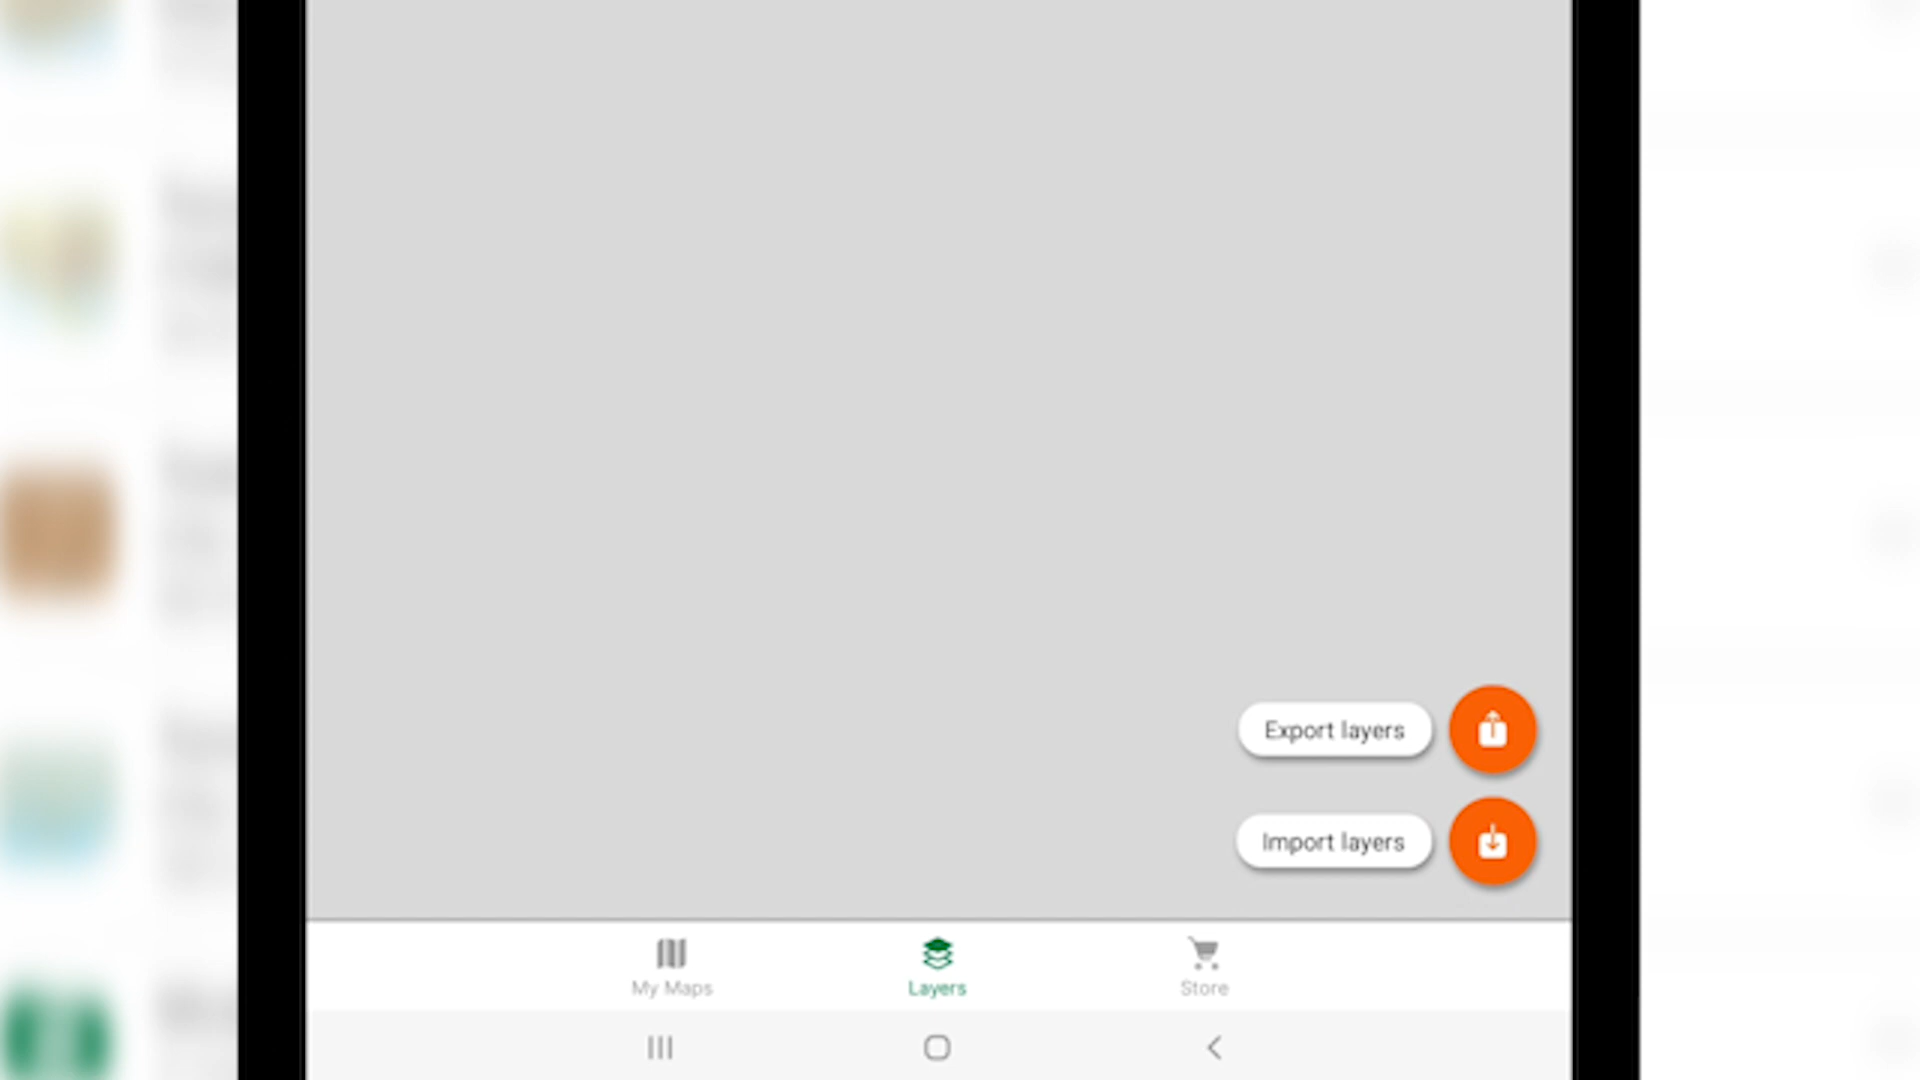 Export layers
Import layers
My Maps
Layers
Store